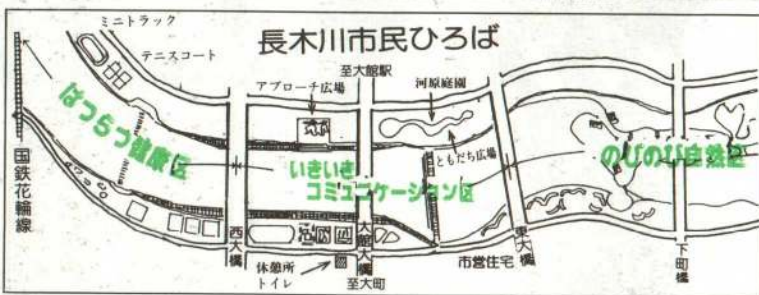 ミニトラック
テニスコート
長木川市民ひろば
至大館駅
アプローチ広場
河原庭園
ともだち広場
はつらつ健康区
いきいき
コミュニケーション区
のびのび自然区
国鉄花輪線
西大橋
大館大橋
東大橋
下町橋
休憩所
トイレ
至大町
市営住宅